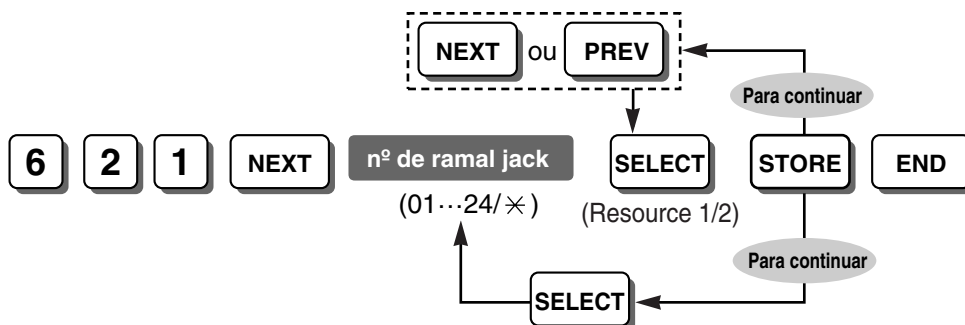 NEXT ou PREV
Para continuar
6 2 1 NEXT nº de ramal jack SELECT STORE END
(01···24/✳) (Resource 1/2)
Para continuar
SELECT